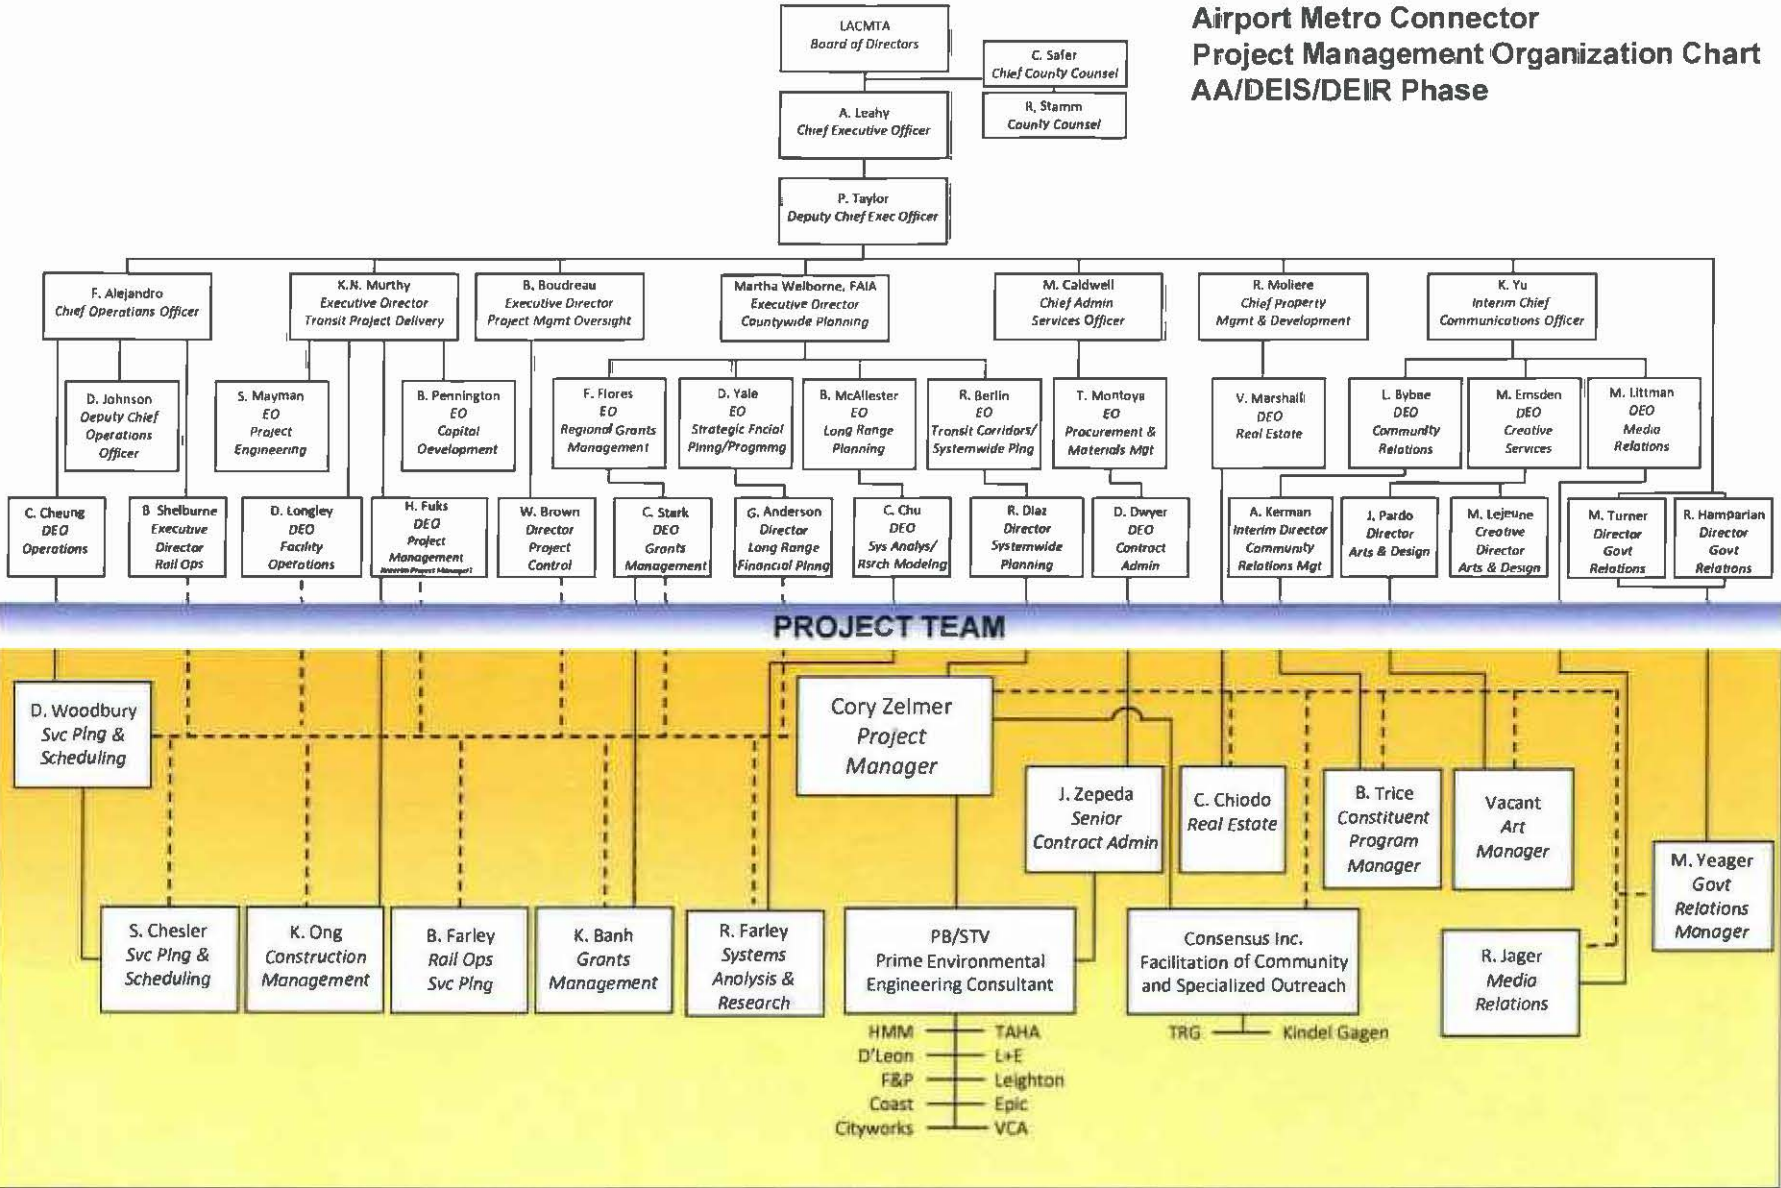 Airport Metro Connector
Project Management Organization Chart
AA/DEIS/DEIR Phase
LACMTA
Board of Directors
C. Safer
Chief County Counsel
R. Stamm
County Counsel
A. Leahy
Chief Executive Officer
P. Taylor
Deputy Chief Exec Officer
F. Alejandro
Chief Operations Officer
K.N. Murthy
Executive Director
Transit Project Delivery
B. Boudreau
Executive Director
Project Mgmt Oversight
Martha Welborne, FAIA
Executive Director
Countywide Planning
M. Caldwell
Chief Admin
Services Officer
R. Moliere
Chief Property
Mgmt & Development
K. Yu
Interim Chief
Communications Officer
D. Johnson
Deputy Chief
Operations
Officer
S. Mayman
EO
Project
Engineering
B. Pennington
EO
Capital
Development
F. Flores
EO
Regional Grants
Management
D. Yale
EO
Strategic Fncial
Plnng/Progmmg
B. McAllester
EO
Long Range
Planning
R. Berlin
EO
Transit Corridors/
Systemwide Plng
T. Montoya
EO
Procurement &
Materials Mgt
V. Marshall
DEO
Real Estate
L. Bybee
DEO
Community
Relations
M. Emsden
DEO
Creative
Services
M. Littman
DEO
Media
Relations
C. Cheung
DEO
Operations
B Shelburne
Executive
Director
Rail Ops
D. Longley
DEO
Facility
Operations
H. Fuks
DEO
Project
Management
(Interim Project Manager)
W. Brown
Director
Project
Control
C. Stark
DEO
Grants
Management
G. Anderson
Director
Long Range
Financial Plnng
C. Chu
DEO
Sys Analys/
Rsrch Modelng
R. Diaz
Director
Systemwide
Planning
D. Dwyer
DEO
Contract
Admin
A. Kerman
Interim Director
Community
Relations Mgt
J. Pardo
Director
Arts & Design
M. Lejeune
Creative
Director
Arts & Design
M. Turner
Director
Govt
Relations
R. Hamparian
Director
Govt
Relations
PROJECT TEAM
D. Woodbury
Svc Plng &
Scheduling
Cory Zelmer
Project
Manager
J. Zepeda
Senior
Contract Admin
C. Chiodo
Real Estate
B. Trice
Constituent
Program
Manager
Vacant
Art
Manager
M. Yeager
Govt
Relations
Manager
S. Chesler
Svc Plng &
Scheduling
K. Ong
Construction
Management
B. Farley
Rail Ops
Svc Plng
K. Banh
Grants
Management
R. Farley
Systems
Analysis &
Research
PB/STV
Prime Environmental
Engineering Consultant
Consensus Inc.
Facilitation of Community
and Specialized Outreach
R. Jager
Media
Relations
HMM TAHA
D'Leon L+E
F&P Leighton
Coast Epic
Cityworks VCA
TRG Kindel Gagen